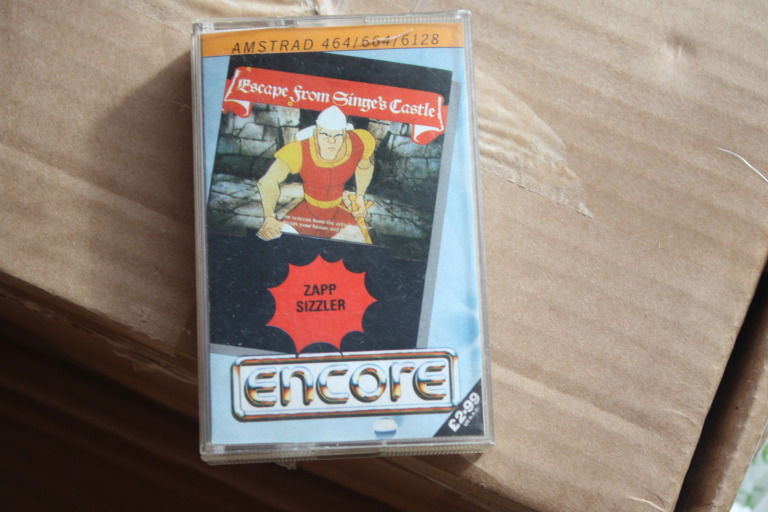 AMSTRAD 464/664/6128
Escape From Singe's Castle
ZAPP
SIZZLER
encore
£2.99